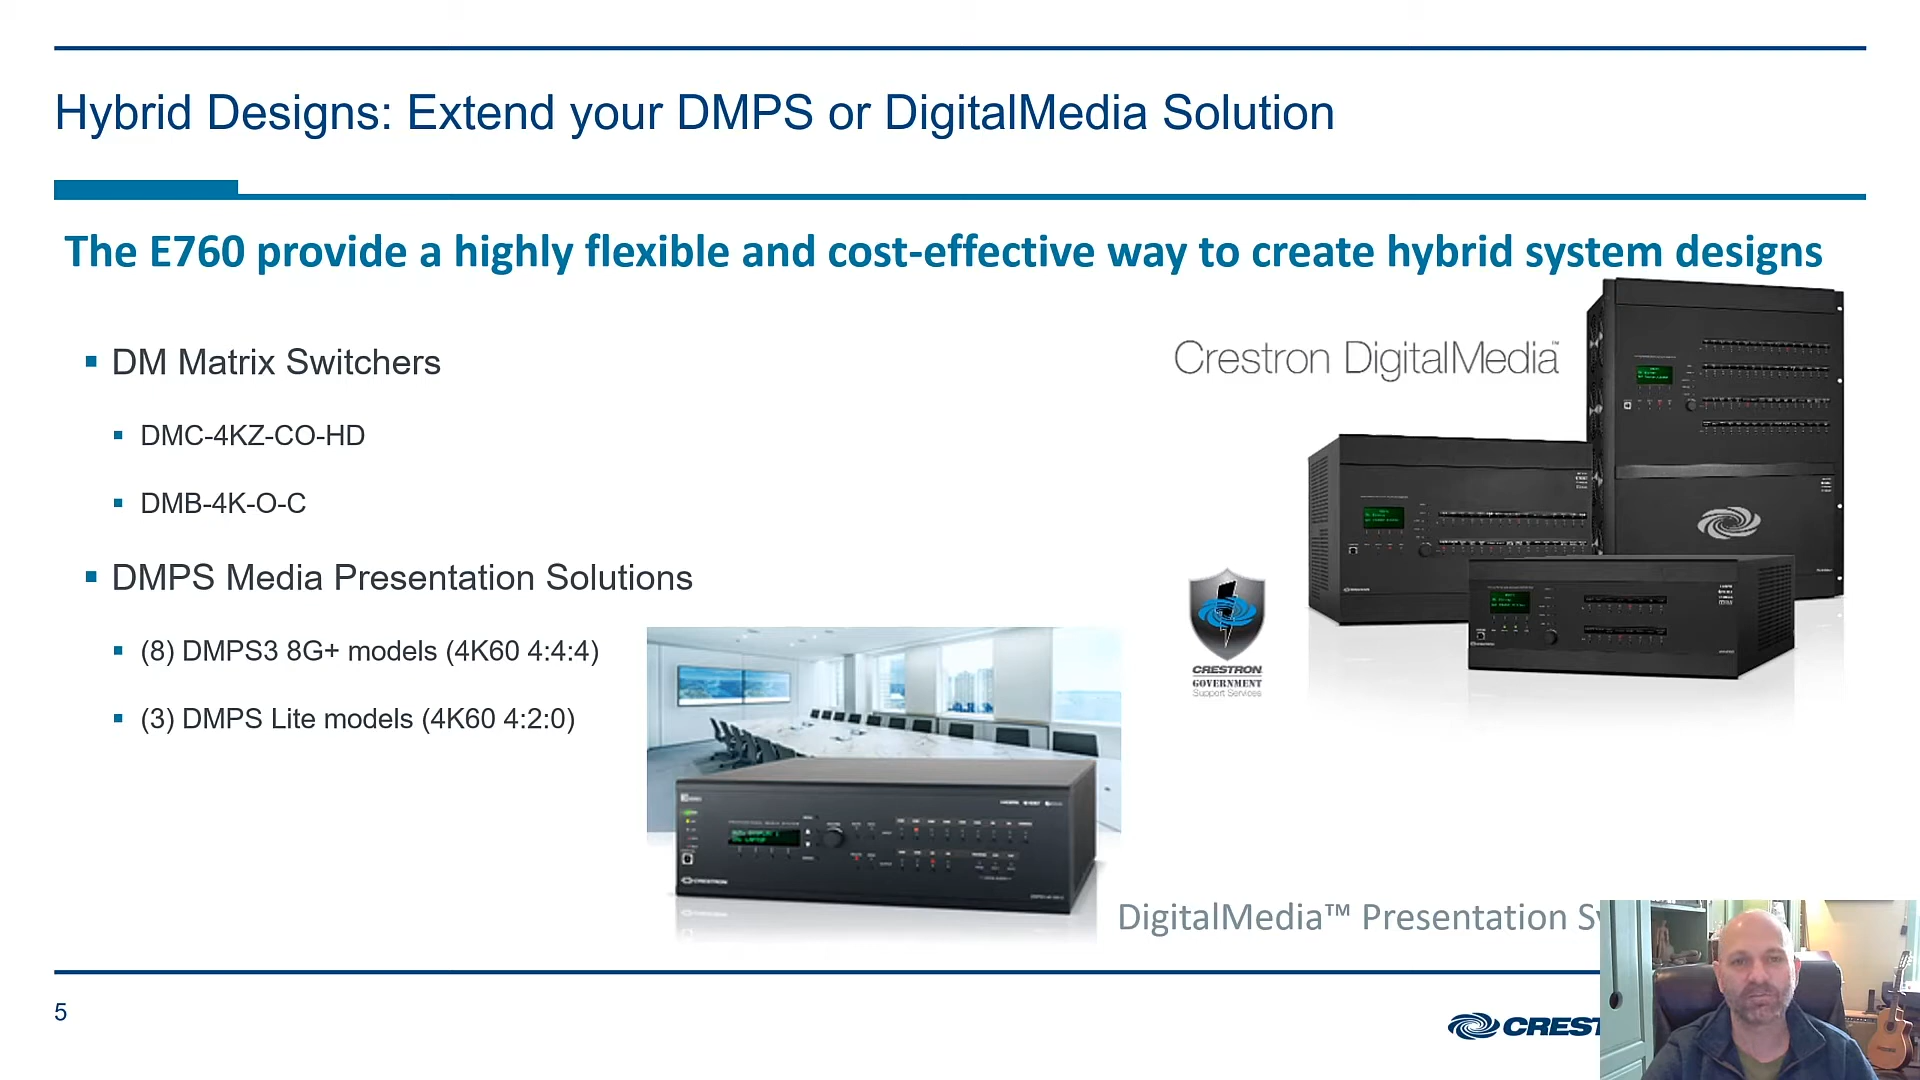 Hybrid Designs: Extend your DMPS or DigitalMedia Solution
The E760 provide a highly flexible and cost-effective way to create hybrid system designs
DM Matrix Switchers
DMC-4KZ-CO-HD
DMB-4K-O-C
DMPS Media Presentation Solutions
(8) DMPS3 8G+ models (4K60 4:4:4)
(3) DMPS Lite models (4K60 4:2:0)
Crestron DigitalMedia™
CRESTRON
GOVERNMENT
Support Services
CRESTRON
DigitalMedia™ Presentation
5